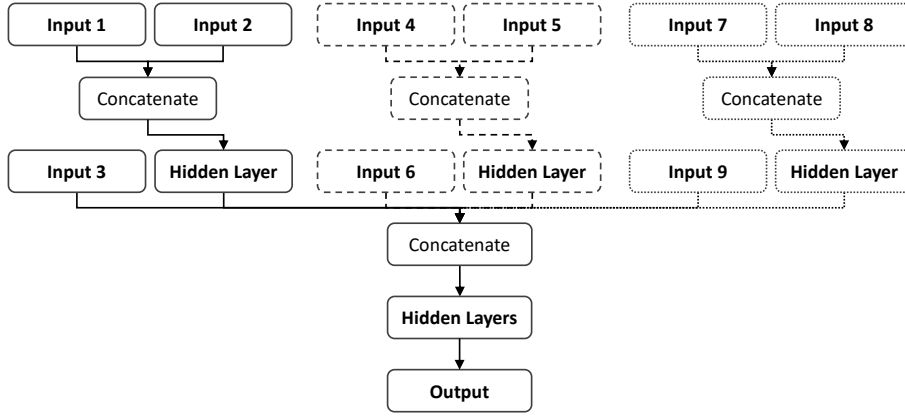 Input 1
Input 2
Input 4
Input 5
Input 7
Input 8
Concatenate
Concatenate
Concatenate
Input 3
Hidden Layer
Input 6
Hidden Layer
Input 9
Hidden Layer
Concatenate
Hidden Layers
Output